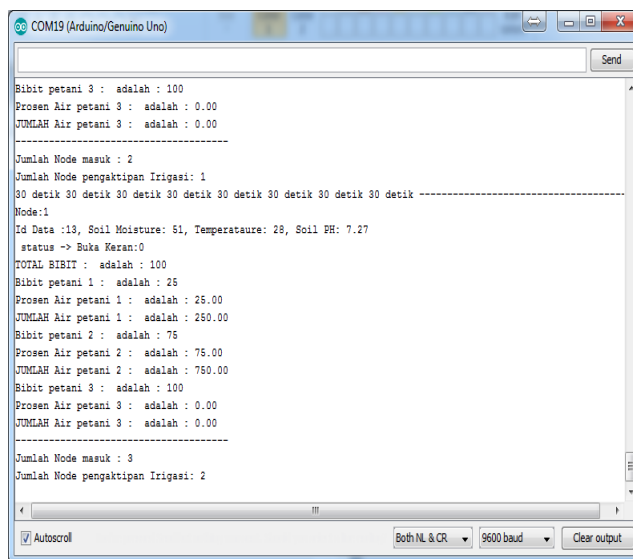 COM19 (Arduino/Genuino Uno)
Send
Bibit petani 3 :  adalah : 100
Prosen Air petani 3 :  adalah : 0.00
JUMLAH Air petani 3 :  adalah : 0.00
--------------------------------------
Jumlah Node masuk : 2
Jumlah Node pengaktipan Irigasi: 1
30 detik 30 detik 30 detik 30 detik 30 detik 30 detik 30 detik 30 detik --------------------------------------
Node:1
Id Data :13, Soil Moisture: 51, Temperataure: 28, Soil PH: 7.27
status -> Buka Keran:0
TOTAL BIBIT :  adalah : 100
Bibit petani 1 :  adalah : 25
Prosen Air petani 1 :  adalah : 25.00
JUMLAH Air petani 1 :  adalah : 250.00
Bibit petani 2 :  adalah : 75
Prosen Air petani 2 :  adalah : 75.00
JUMLAH Air petani 2 :  adalah : 750.00
Bibit petani 3 :  adalah : 100
Prosen Air petani 3 :  adalah : 0.00
JUMLAH Air petani 3 :  adalah : 0.00
--------------------------------------
Jumlah Node masuk : 3
Jumlah Node pengaktipan Irigasi: 2
Autoscroll Both NL & CR 9600 baud Clear output